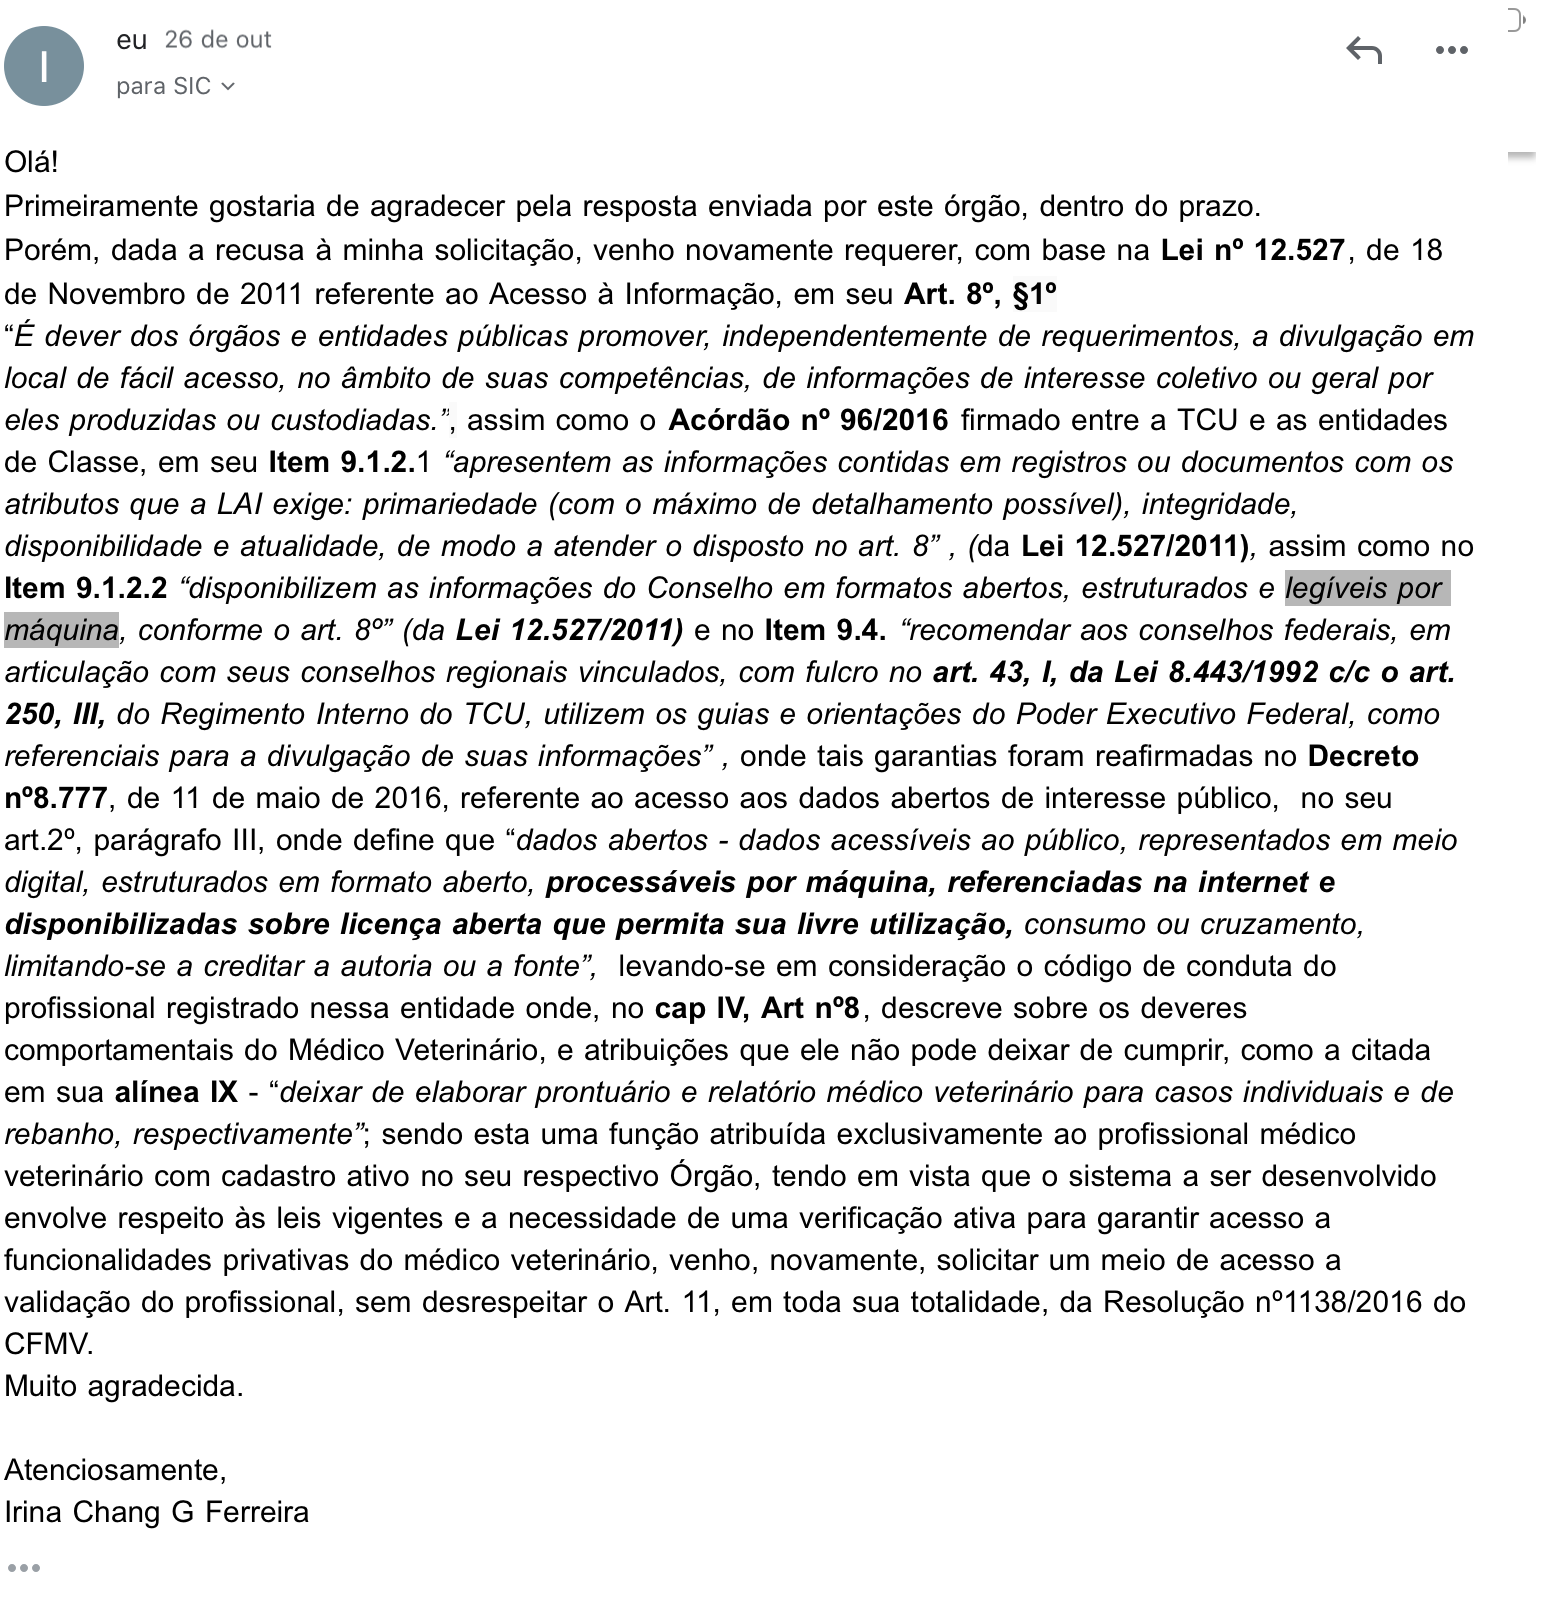 I
eu 26 de out
para SIC
Olá!
Primeiramente gostaria de agradecer pela resposta enviada por este órgão, dentro do prazo.
Porém, dada a recusa à minha solicitação, venho novamente requerer, com base na Lei nº 12.527, de 18
de Novembro de 2011 referente ao Acesso à Informação, em seu Art. 8º, §1º
“É dever dos órgãos e entidades públicas promover, independentemente de requerimentos, a divulgação em
local de fácil acesso, no âmbito de suas competências, de informações de interesse coletivo ou geral por
eles produzidas ou custodiadas.”, assim como o Acórdão nº 96/2016 firmado entre a TCU e as entidades
de Classe, em seu Item 9.1.2.1 “apresentem as informações contidas em registros ou documentos com os
atributos que a LAI exige: primariedade (com o máximo de detalhamento possível), integridade,
disponibilidade e atualidade, de modo a atender o disposto no art. 8” , (da Lei 12.527/2011), assim como no
Item 9.1.2.2 “disponibilizem as informações do Conselho em formatos abertos, estruturados e legíveis por
máquina, conforme o art. 8º” (da Lei 12.527/2011) e no Item 9.4. “recomendar aos conselhos federais, em
articulação com seus conselhos regionais vinculados, com fulcro no art. 43, I, da Lei 8.443/1992 c/c o art.
250, III, do Regimento Interno do TCU, utilizem os guias e orientações do Poder Executivo Federal, como
referenciais para a divulgação de suas informações” , onde tais garantias foram reafirmadas no Decreto
nº8.777, de 11 de maio de 2016, referente ao acesso aos dados abertos de interesse público,  no seu
art.2º, parágrafo III, onde define que “dados abertos - dados acessíveis ao público, representados em meio
digital, estruturados em formato aberto, processáveis por máquina, referenciadas na internet e
disponibilizadas sobre licença aberta que permita sua livre utilização, consumo ou cruzamento,
limitando-se a creditar a autoria ou a fonte”,  levando-se em consideração o código de conduta do
profissional registrado nessa entidade onde, no cap IV, Art nº8, descreve sobre os deveres
comportamentais do Médico Veterinário, e atribuições que ele não pode deixar de cumprir, como a citada
em sua alínea IX - “deixar de elaborar prontuário e relatório médico veterinário para casos individuais e de
rebanho, respectivamente”; sendo esta uma função atribuída exclusivamente ao profissional médico
veterinário com cadastro ativo no seu respectivo Órgão, tendo em vista que o sistema a ser desenvolvido
envolve respeito às leis vigentes e a necessidade de uma verificação ativa para garantir acesso a
funcionalidades privativas do médico veterinário, venho, novamente, solicitar um meio de acesso a
validação do profissional, sem desrespeitar o Art. 11, em toda sua totalidade, da Resolução nº1138/2016 do
CFMV.
Muito agradecida.
Atenciosamente,
Irina Chang G Ferreira